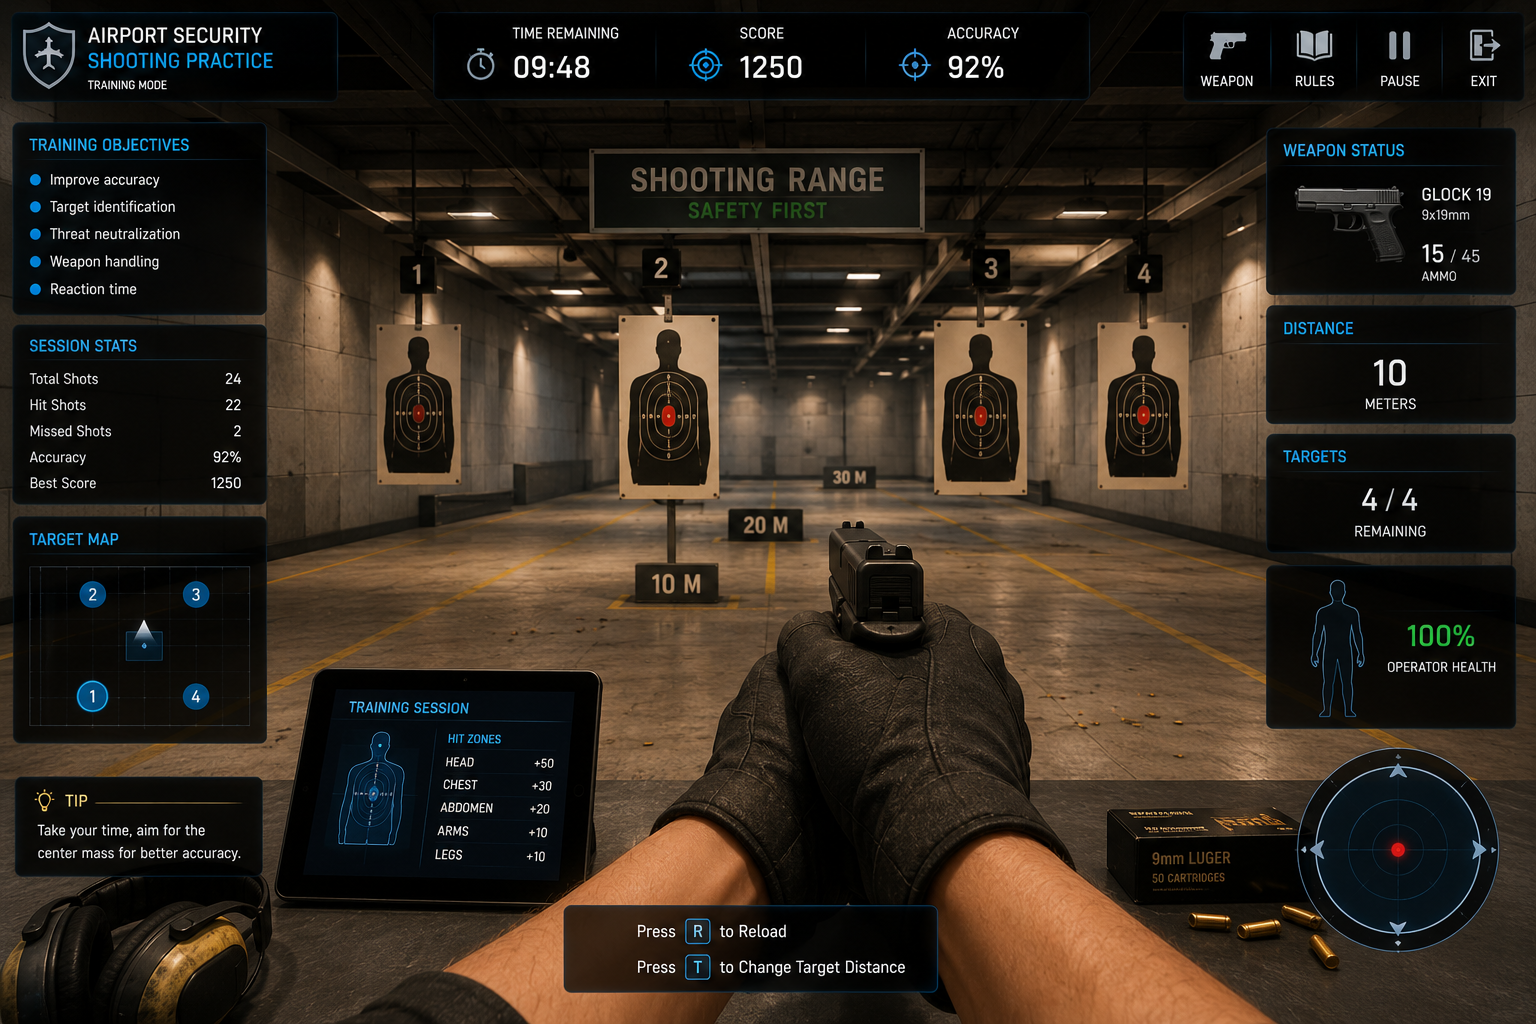 AIRPORT SECURITY
SHOOTING PRACTICE
TRAINING MODE
TIME REMAINING
09:48
SCORE
1250
ACCURACY
92%
WEAPON
RULES
PAUSE
EXIT
TRAINING OBJECTIVES
Improve accuracy
Target identification
Threat neutralization
Weapon handling
Reaction time
SESSION STATS
Total Shots 24
Hit Shots 22
Missed Shots 2
Accuracy 92%
Best Score 1250
TARGET MAP
2 3
1 4
TIP
Take your time, aim for the
center mass for better accuracy.
SHOOTING RANGE
SAFETY FIRST
1 2 3 4
30 M
20 M
10 M
TRAINING SESSION
HIT ZONES
HEAD +50
CHEST +30
ABDOMEN +20
ARMS +10
LEGS +10
Press R to Reload
Press T to Change Target Distance
WEAPON STATUS
GLOCK 19
9x19mm
15 / 45
AMMO
DISTANCE
10
METERS
TARGETS
4 / 4
REMAINING
100%
OPERATOR HEALTH
9mm LUGER
50 CARTRIDGES